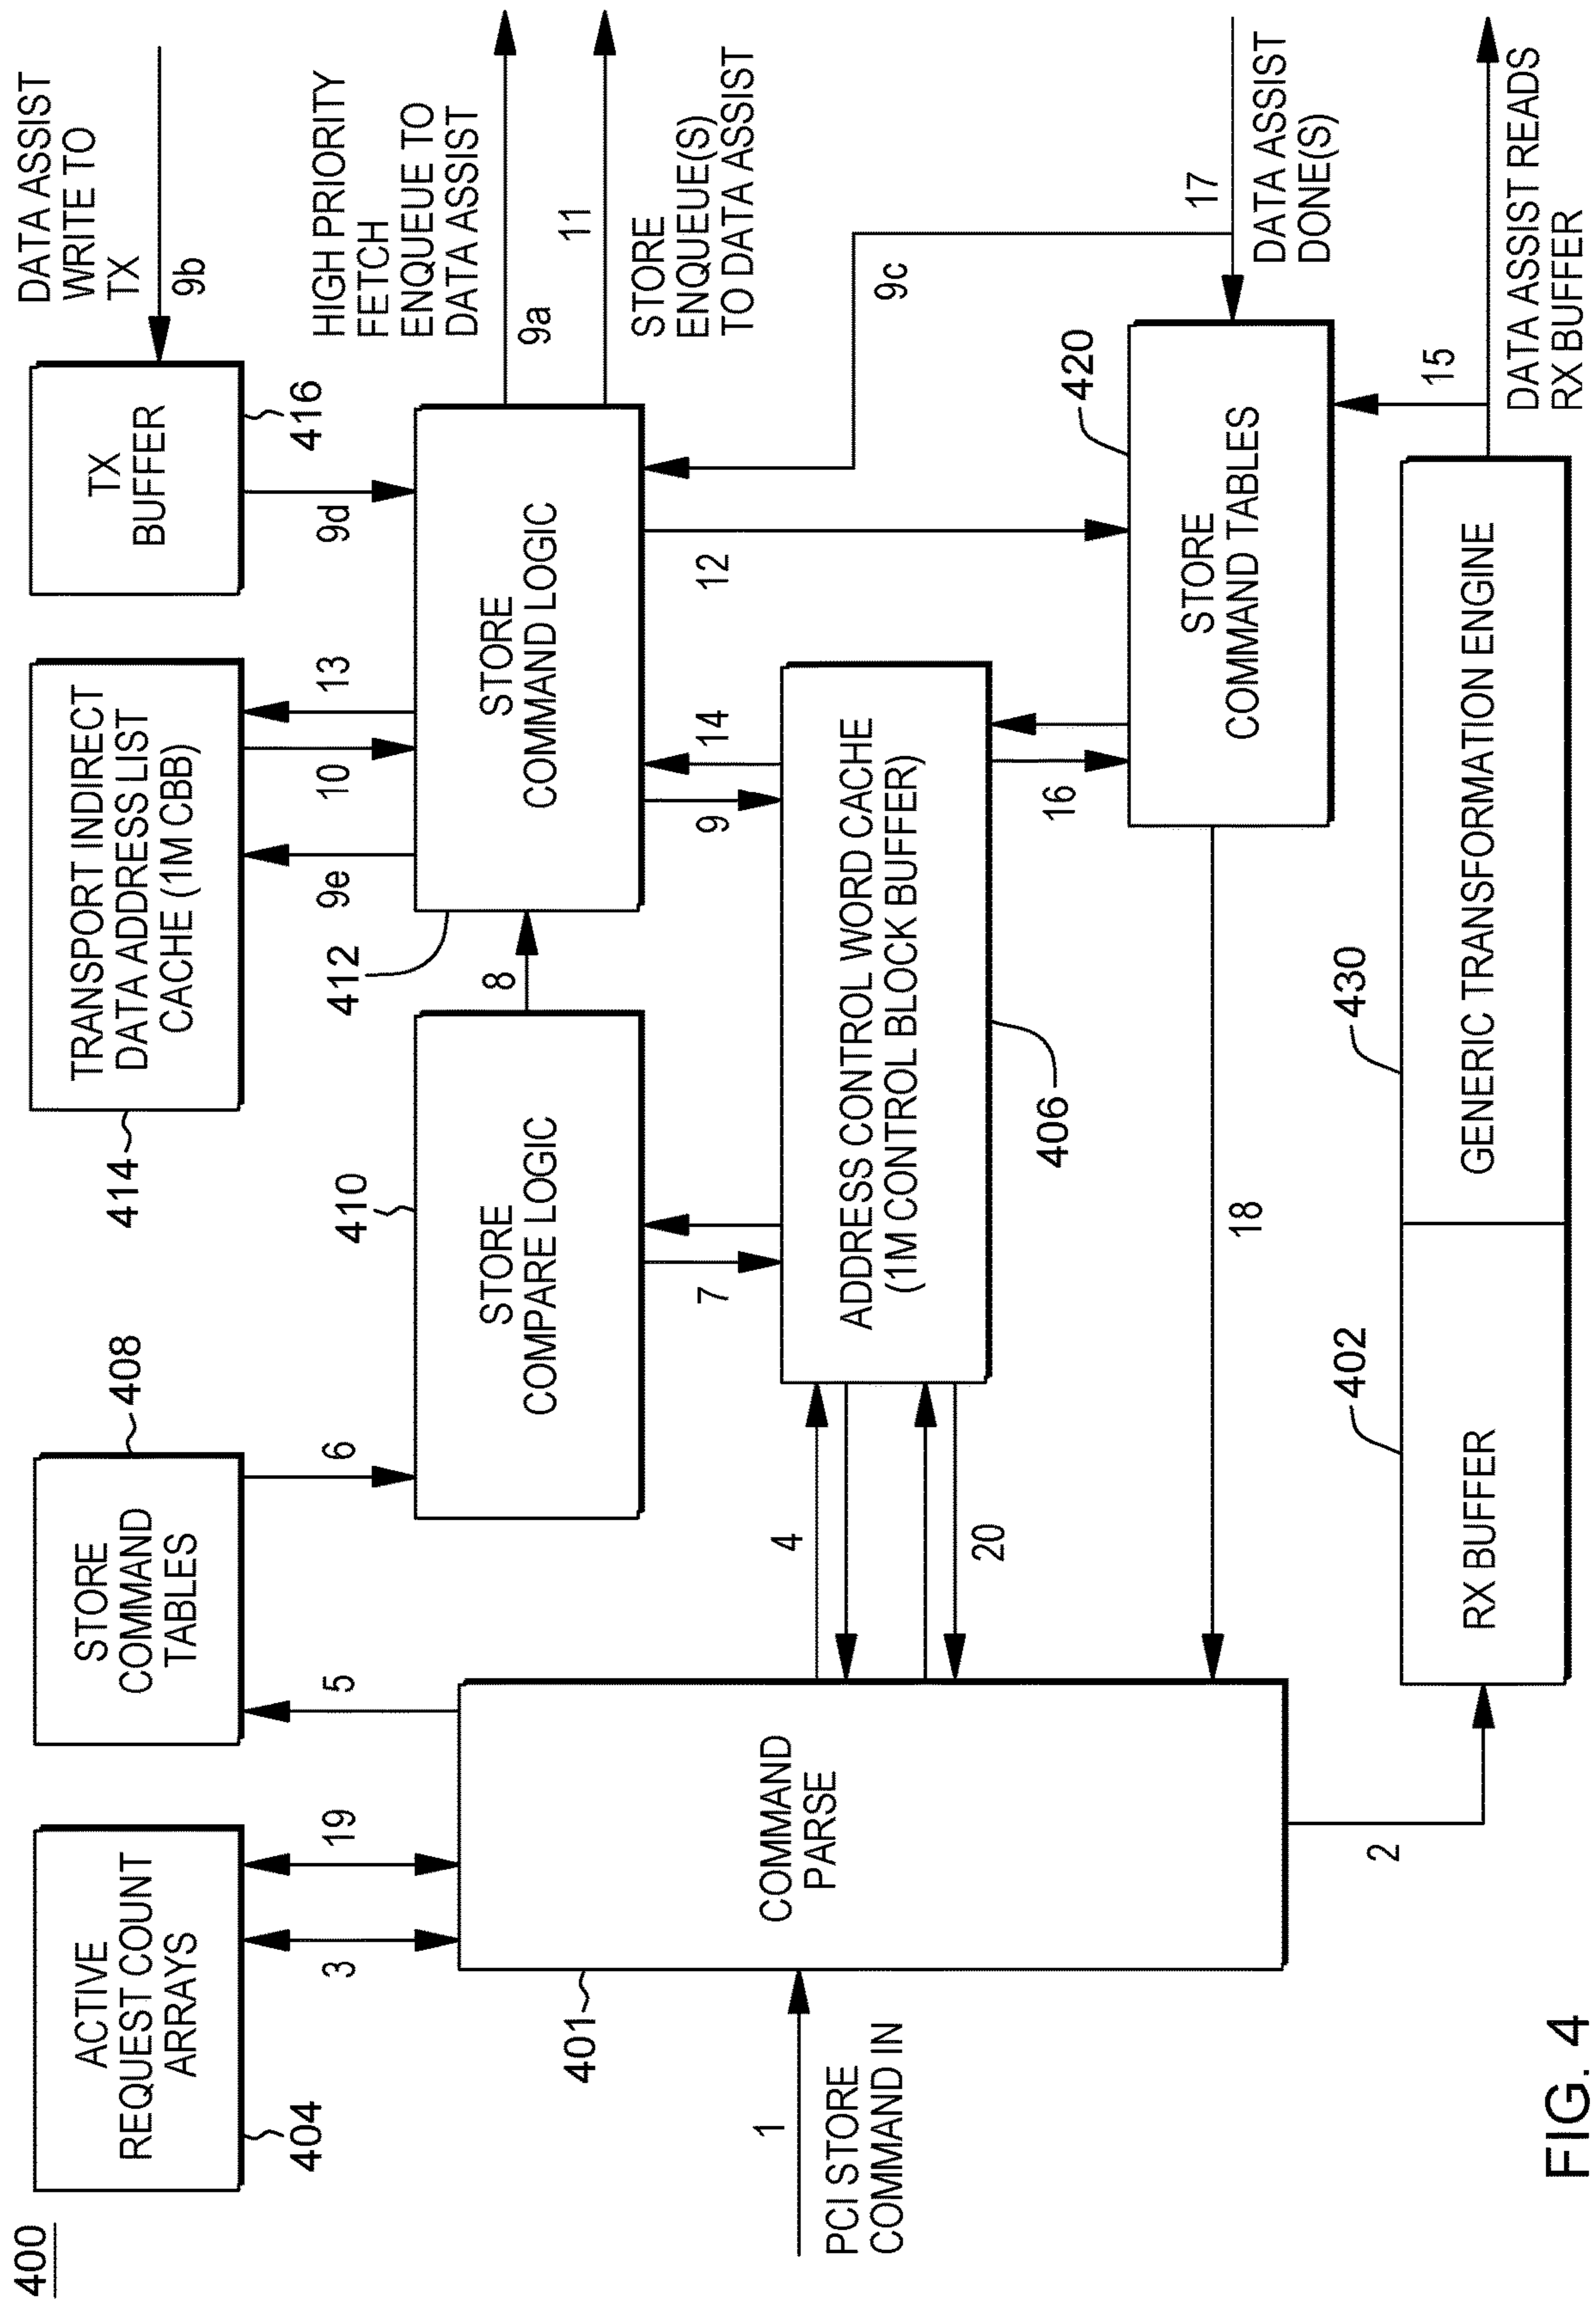 400
ACTIVE
REQUEST COUNT
ARRAYS
404
3
19
STORE
COMMAND
TABLES
408
5
6
TRANSPORT INDIRECT
DATA ADDRESS LIST
CACHE (1M CBB)
414
9e
10
13
TX
BUFFER
416
9d
DATA ASSIST
WRITE TO
TX
9b
HIGH PRIORITY
FETCH
ENQUEUE TO
DATA ASSIST
9a
11
STORE
ENQUEUE(S)
TO DATA ASSIST
STORE
COMPARE LOGIC
410
7
8
STORE
COMMAND LOGIC
412
9
14
12
9c
PCI STORE
COMMAND IN
1
COMMAND
PARSE
401
4
20
ADDRESS CONTROL WORD CACHE
(1M CONTROL BLOCK BUFFER)
406
16
STORE
COMMAND TABLES
420
17
DATA ASSIST
DONE(S)
18
2
RX BUFFER
402
GENERIC TRANSFORMATION ENGINE
430
15
DATA ASSIST READS
RX BUFFER
FIG. 4